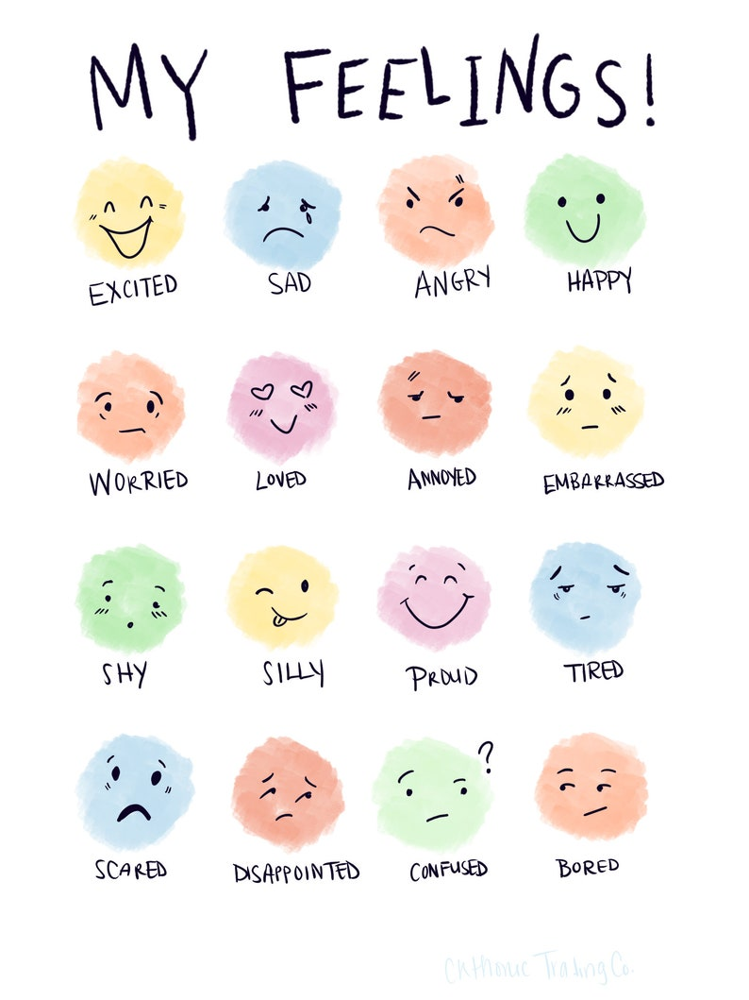 MY FEELINGS!
EXCITED SAD ANGRY HAPPY
WORRIED LOVED ANNOYED EMBARRASSED
SHY SILLY PROUD TIRED
?
SCARED DISAPPOINTED CONFUSED BORED
Trading Co.